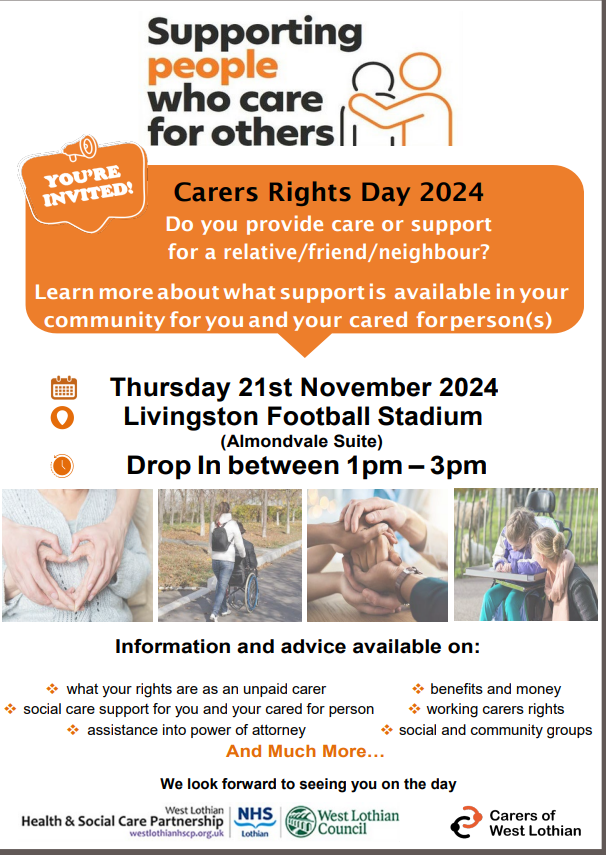 Supporting
people
who care
for others
YOU'RE
INVITED!
Carers Rights Day 2024
Do you provide care or support
for a relative/friend/neighbour?
Learn more about what support is available in your
community for you and your cared for person(s)
Thursday 21st November 2024
Livingston Football Stadium
(Almondvale Suite)
Drop In between 1pm – 3pm
Information and advice available on:
❖ what your rights are as an unpaid carer
❖ benefits and money
❖ social care support for you and your cared for person
❖ working carers rights
❖ assistance into power of attorney
❖ social and community groups
And Much More...
We look forward to seeing you on the day
West Lothian
Health & Social Care Partnership
westlothianhscp.org.uk
NHS
Lothian
West Lothian
Council
Carers of
West Lothian